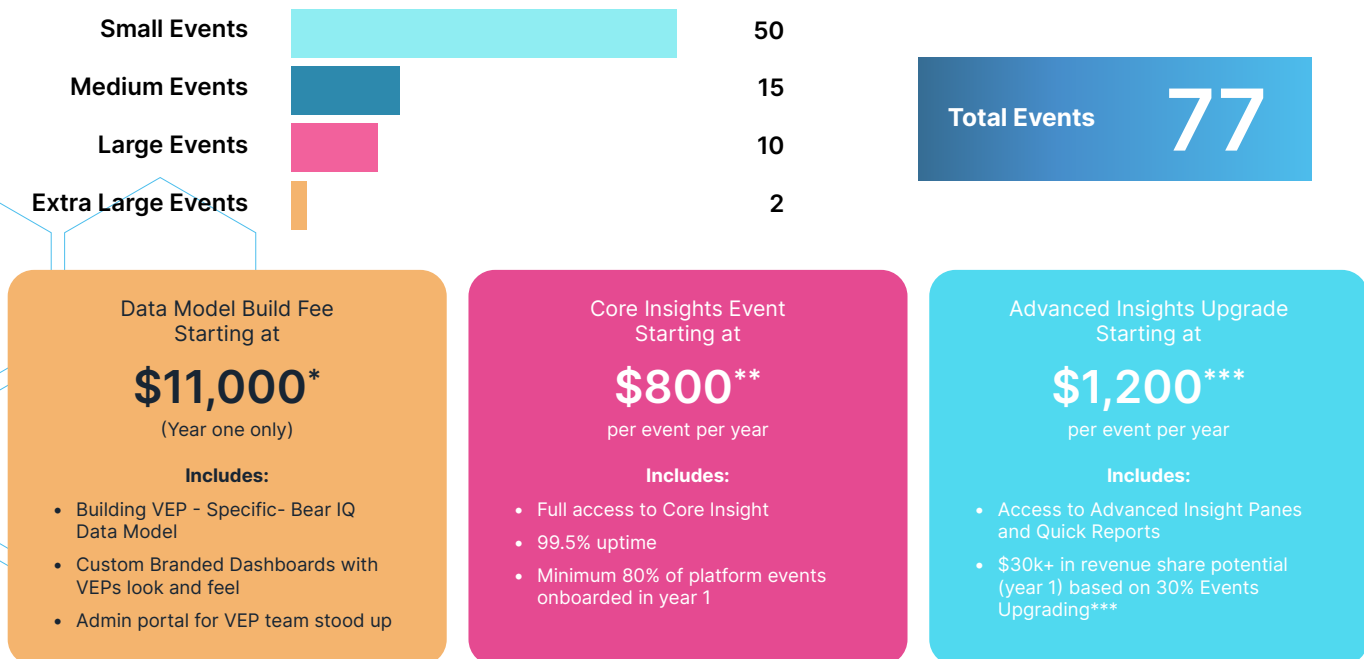 Small Events 50
Medium Events 15
Large Events 10
Extra Large Events 2
Total Events 77
Data Model Build Fee
Starting at
$11,000*
(Year one only)
Includes:
• Building VEP - Specific- Bear IQ
Data Model
• Custom Branded Dashboards with
VEPs look and feel
• Admin portal for VEP team stood up
Core Insights Event
Starting at
$800**
per event per year
Includes:
• Full access to Core Insight
• 99.5% uptime
• Minimum 80% of platform events
onboarded in year 1
Advanced Insights Upgrade
Starting at
$1,200***
per event per year
Includes:
• Access to Advanced Insight Panes
and Quick Reports
• $30k+ in revenue share potential
(year 1) based on 30% Events
Upgrading***